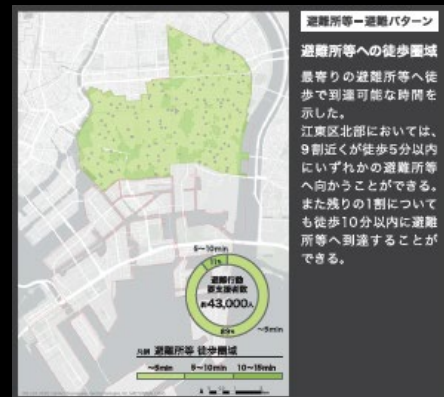 避難所等ー避難パターン
避難所等への徒歩圏域
最寄りの避難所等へ徒
歩で到達可能な時間を
示した。
江東区北部においては、
9割近くが徒歩5分以内
にいずれかの避難所等
へ向かうことができる。
また残りの1割について
も徒歩10分以内に避難
所等へ到達することが
できる。
5〜10min
11%
避難行動
要支援者数
約43,000人
89%
〜5min
凡例 避難所等 徒歩圏域
〜5min 5〜10min 10〜15min